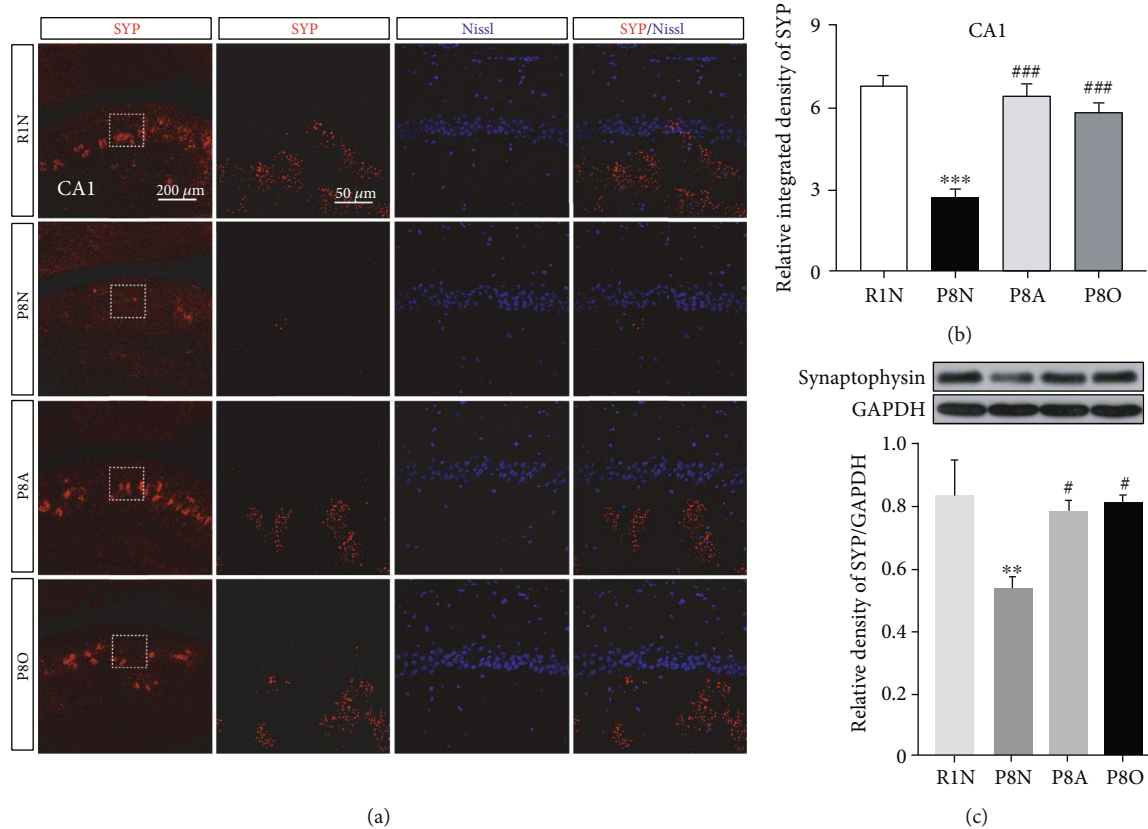 SYP SYP Nissl SYP/Nissl
R1N
CA1
200 µm
50 µm
P8N
P8A
P8O
(a)
CA1
Relative integrated density of SYP
9
6
3
0
***
###
###
R1N P8N P8A P8O
(b)
Synaptophysin
GAPDH
Relative density of SYP/GAPDH
1.0
0.8
0.6
0.4
0.2
0
**
#
#
R1N P8N P8A P8O
(c)